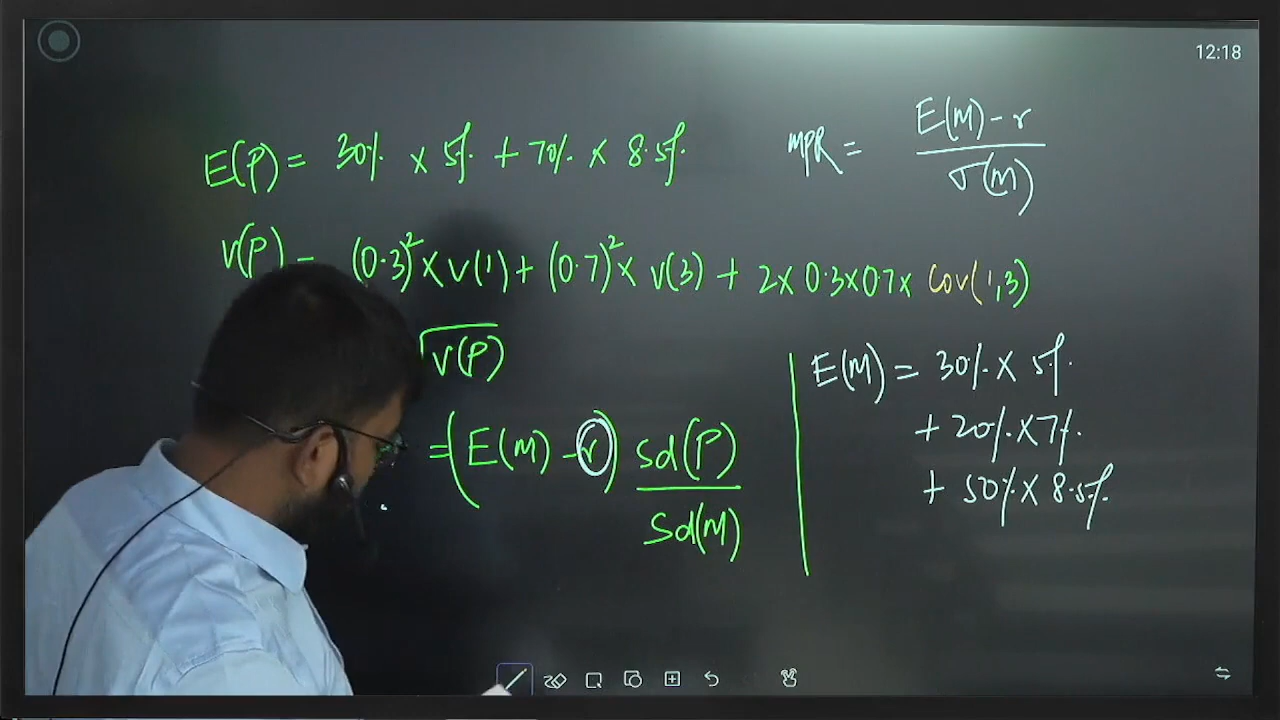 12:18
E(P) = 30% × 5% + 70% × 8.5%
MPR = E(M) - r
σ(M)
V(P) = (0.3)² × V(1) + (0.7)² × V(3) + 2 × 0.3 × 0.7 × Cov(1,3)
√V(P)
= (E(M) - r) Sd(P)
Sd(M)
E(M) = 30% × 5%
+ 20% × 7%
+ 50% × 8.5%